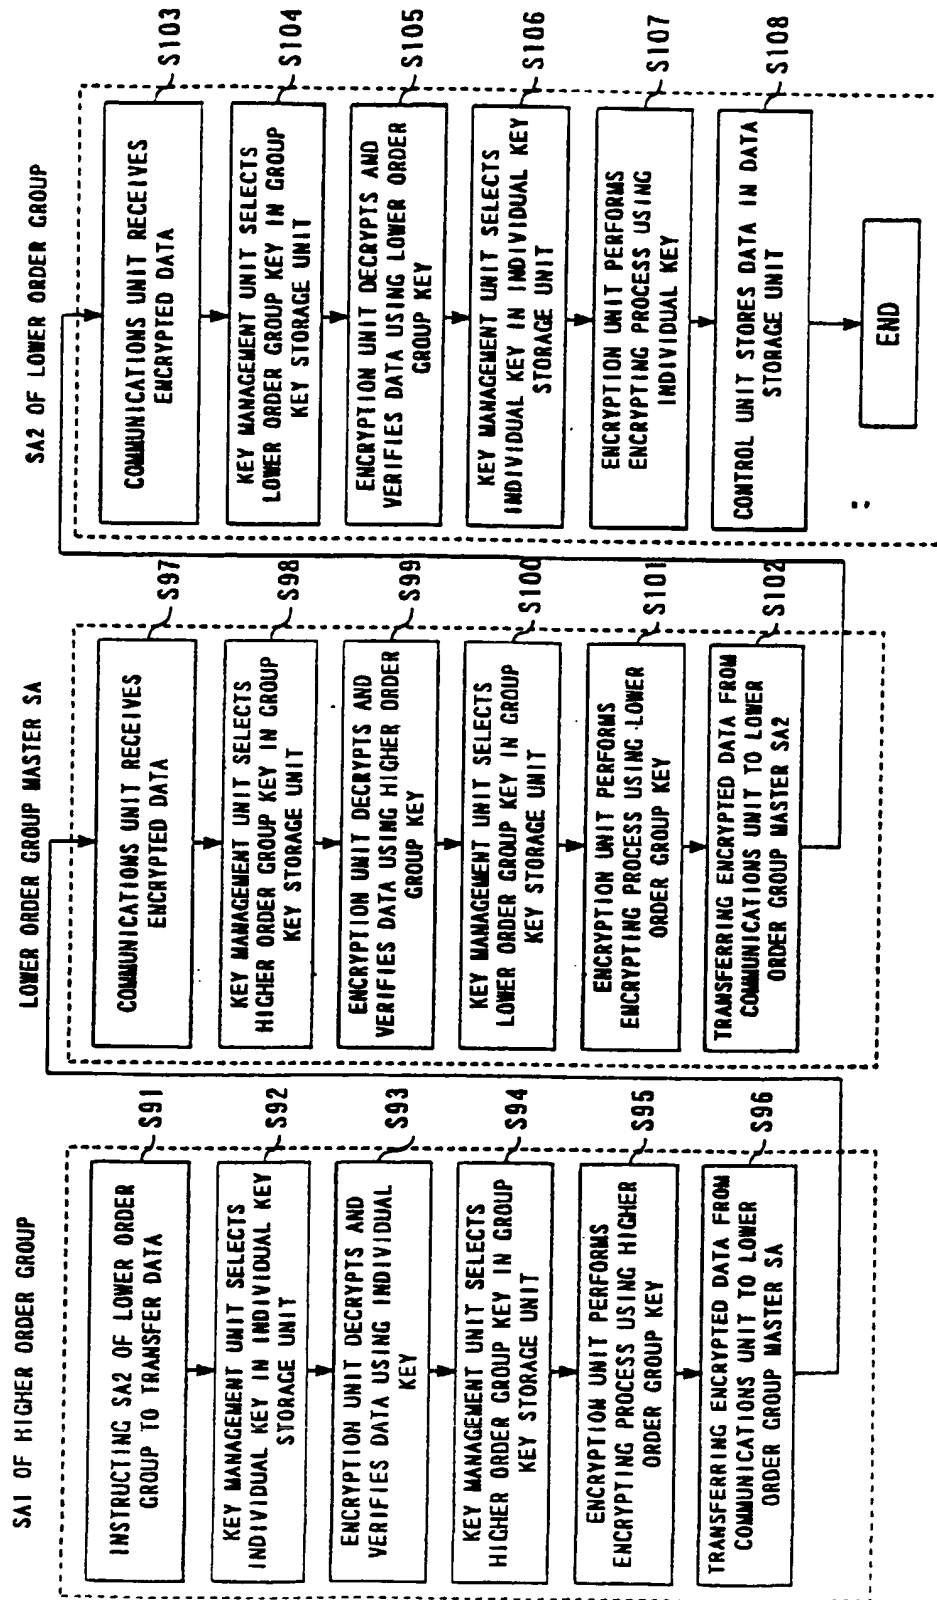 SA1 OF HIGHER ORDER GROUP
INSTRUCTING SA2 OF LOWER ORDER
GROUP TO TRANSFER DATA
S91
KEY MANAGEMENT UNIT SELECTS
INDIVIDUAL KEY IN INDIVIDUAL KEY
STORAGE UNIT
S92
ENCRYPTION UNIT DECRYPTS AND
VERIFIES DATA USING INDIVIDUAL
KEY
S93
KEY MANAGEMENT UNIT SELECTS
HIGHER ORDER GROUP KEY IN GROUP
KEY STORAGE UNIT
S94
ENCRYPTION UNIT PERFORMS
ENCRYPTING PROCESS USING HIGHER
ORDER GROUP KEY
S95
TRANSFERRING ENCRYPTED DATA FROM
COMMUNICATIONS UNIT TO LOWER
ORDER GROUP MASTER SA
S96
LOWER ORDER GROUP MASTER SA
COMMUNICATIONS UNIT RECEIVES
ENCRYPTED DATA
S97
KEY MANAGEMENT UNIT SELECTS
HIGHER ORDER GROUP KEY IN GROUP
KEY STORAGE UNIT
S98
ENCRYPTION UNIT DECRYPTS AND
VERIFIES DATA USING HIGHER ORDER
GROUP KEY
S99
KEY MANAGEMENT UNIT SELECTS
LOWER ORDER GROUP KEY IN GROUP
KEY STORAGE UNIT
S100
ENCRYPTION UNIT PERFORMS
ENCRYPTING PROCESS USING LOWER
ORDER GROUP KEY
S101
TRANSFERRING ENCRYPTED DATA FROM
COMMUNICATIONS UNIT TO LOWER
ORDER GROUP MASTER SA2
S102
SA2 OF LOWER ORDER GROUP
COMMUNICATIONS UNIT RECEIVES
ENCRYPTED DATA
S103
KEY MANAGEMENT UNIT SELECTS
LOWER ORDER GROUP KEY IN GROUP
KEY STORAGE UNIT
S104
ENCRYPTION UNIT DECRYPTS AND
VERIFIES DATA USING LOWER ORDER
GROUP KEY
S105
KEY MANAGEMENT UNIT SELECTS
INDIVIDUAL KEY IN INDIVIDUAL KEY
STORAGE UNIT
S106
ENCRYPTION UNIT PERFORMS
ENCRYPTING PROCESS USING
INDIVIDUAL KEY
S107
CONTROL UNIT STORES DATA IN DATA
STORAGE UNIT
S108
END